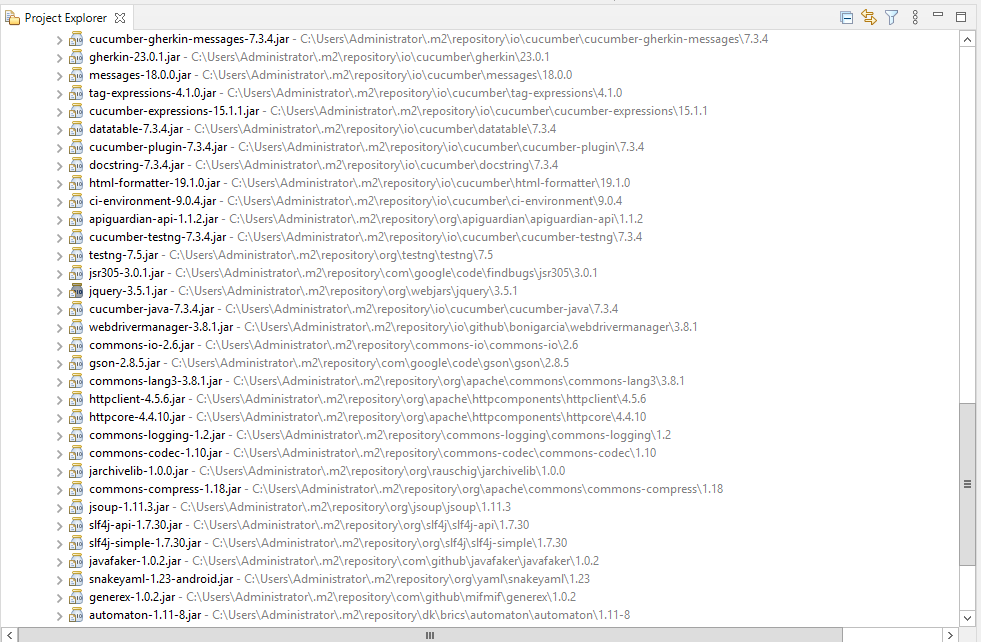 Project Explorer
cucumber-gherkin-messages-7.3.4.jar - C:\Users\Administrator\.m2\repository\io\cucumber\cucumber-gherkin-messages\7.3.4
gherkin-23.0.1.jar - C:\Users\Administrator\.m2\repository\io\cucumber\gherkin\23.0.1
messages-18.0.0.jar - C:\Users\Administrator\.m2\repository\io\cucumber\messages\18.0.0
tag-expressions-4.1.0.jar - C:\Users\Administrator\.m2\repository\io\cucumber\tag-expressions\4.1.0
cucumber-expressions-15.1.1.jar - C:\Users\Administrator\.m2\repository\io\cucumber\cucumber-expressions\15.1.1
datatable-7.3.4.jar - C:\Users\Administrator\.m2\repository\io\cucumber\datatable\7.3.4
cucumber-plugin-7.3.4.jar - C:\Users\Administrator\.m2\repository\io\cucumber\cucumber-plugin\7.3.4
docstring-7.3.4.jar - C:\Users\Administrator\.m2\repository\io\cucumber\docstring\7.3.4
html-formatter-19.1.0.jar - C:\Users\Administrator\.m2\repository\io\cucumber\html-formatter\19.1.0
ci-environment-9.0.4.jar - C:\Users\Administrator\.m2\repository\io\cucumber\ci-environment\9.0.4
apiguardian-api-1.1.2.jar - C:\Users\Administrator\.m2\repository\org\apiguardian\apiguardian-api\1.1.2
cucumber-testng-7.3.4.jar - C:\Users\Administrator\.m2\repository\io\cucumber\cucumber-testng\7.3.4
testng-7.5.jar - C:\Users\Administrator\.m2\repository\org\testng\testng\7.5
jsr305-3.0.1.jar - C:\Users\Administrator\.m2\repository\com\google\code\findbugs\jsr305\3.0.1
jquery-3.5.1.jar - C:\Users\Administrator\.m2\repository\org\webjars\jquery\3.5.1
cucumber-java-7.3.4.jar - C:\Users\Administrator\.m2\repository\io\cucumber\cucumber-java\7.3.4
webdrivermanager-3.8.1.jar - C:\Users\Administrator\.m2\repository\io\github\bonigarcia\webdrivermanager\3.8.1
commons-io-2.6.jar - C:\Users\Administrator\.m2\repository\commons-io\commons-io\2.6
gson-2.8.5.jar - C:\Users\Administrator\.m2\repository\com\google\code\gson\gson\2.8.5
commons-lang3-3.8.1.jar - C:\Users\Administrator\.m2\repository\org\apache\commons\commons-lang3\3.8.1
httpclient-4.5.6.jar - C:\Users\Administrator\.m2\repository\org\apache\httpcomponents\httpclient\4.5.6
httpcore-4.4.10.jar - C:\Users\Administrator\.m2\repository\org\apache\httpcomponents\httpcore\4.4.10
commons-logging-1.2.jar - C:\Users\Administrator\.m2\repository\commons-logging\commons-logging\1.2
commons-codec-1.10.jar - C:\Users\Administrator\.m2\repository\commons-codec\commons-codec\1.10
jarchivelib-1.0.0.jar - C:\Users\Administrator\.m2\repository\org\rauschig\jarchivelib\1.0.0
commons-compress-1.18.jar - C:\Users\Administrator\.m2\repository\org\apache\commons\commons-compress\1.18
jsoup-1.11.3.jar - C:\Users\Administrator\.m2\repository\org\jsoup\jsoup\1.11.3
slf4j-api-1.7.30.jar - C:\Users\Administrator\.m2\repository\org\slf4j\slf4j-api\1.7.30
slf4j-simple-1.7.30.jar - C:\Users\Administrator\.m2\repository\org\slf4j\slf4j-simple\1.7.30
javafaker-1.0.2.jar - C:\Users\Administrator\.m2\repository\com\github\javafaker\javafaker\1.0.2
snakeyaml-1.23-android.jar - C:\Users\Administrator\.m2\repository\org\yaml\snakeyaml\1.23
generex-1.0.2.jar - C:\Users\Administrator\.m2\repository\com\github\mifmif\generex\1.0.2
automaton-1.11-8.jar - C:\Users\Administrator\.m2\repository\dk\brics\automaton\automaton\1.11-8